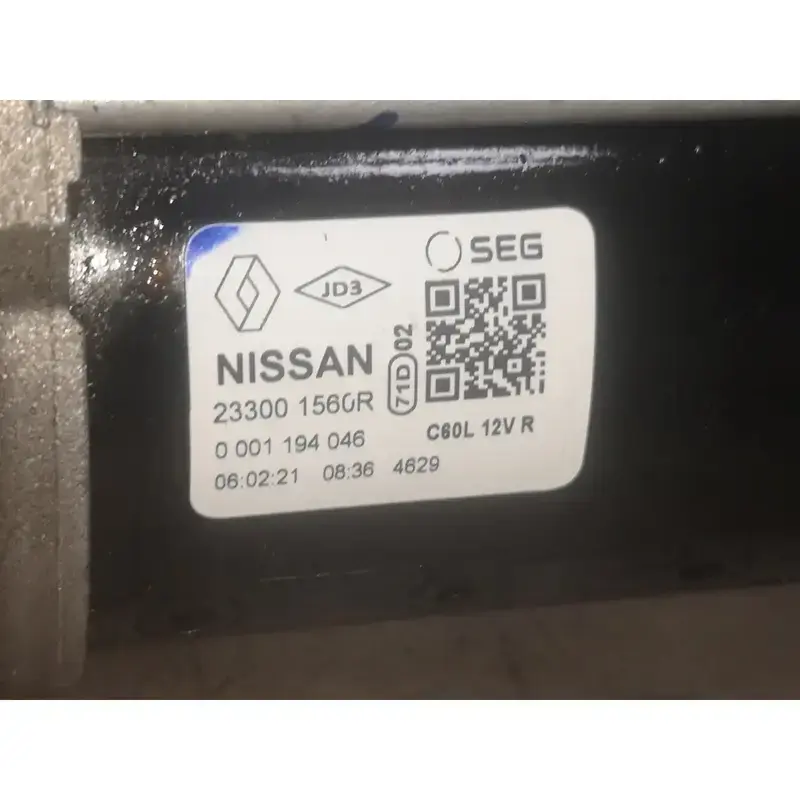 SEG
JD3
NISSAN
71D 02
23300 1560R
C60L 12V R
0 001 194 046
06:02:21 08:36 4629